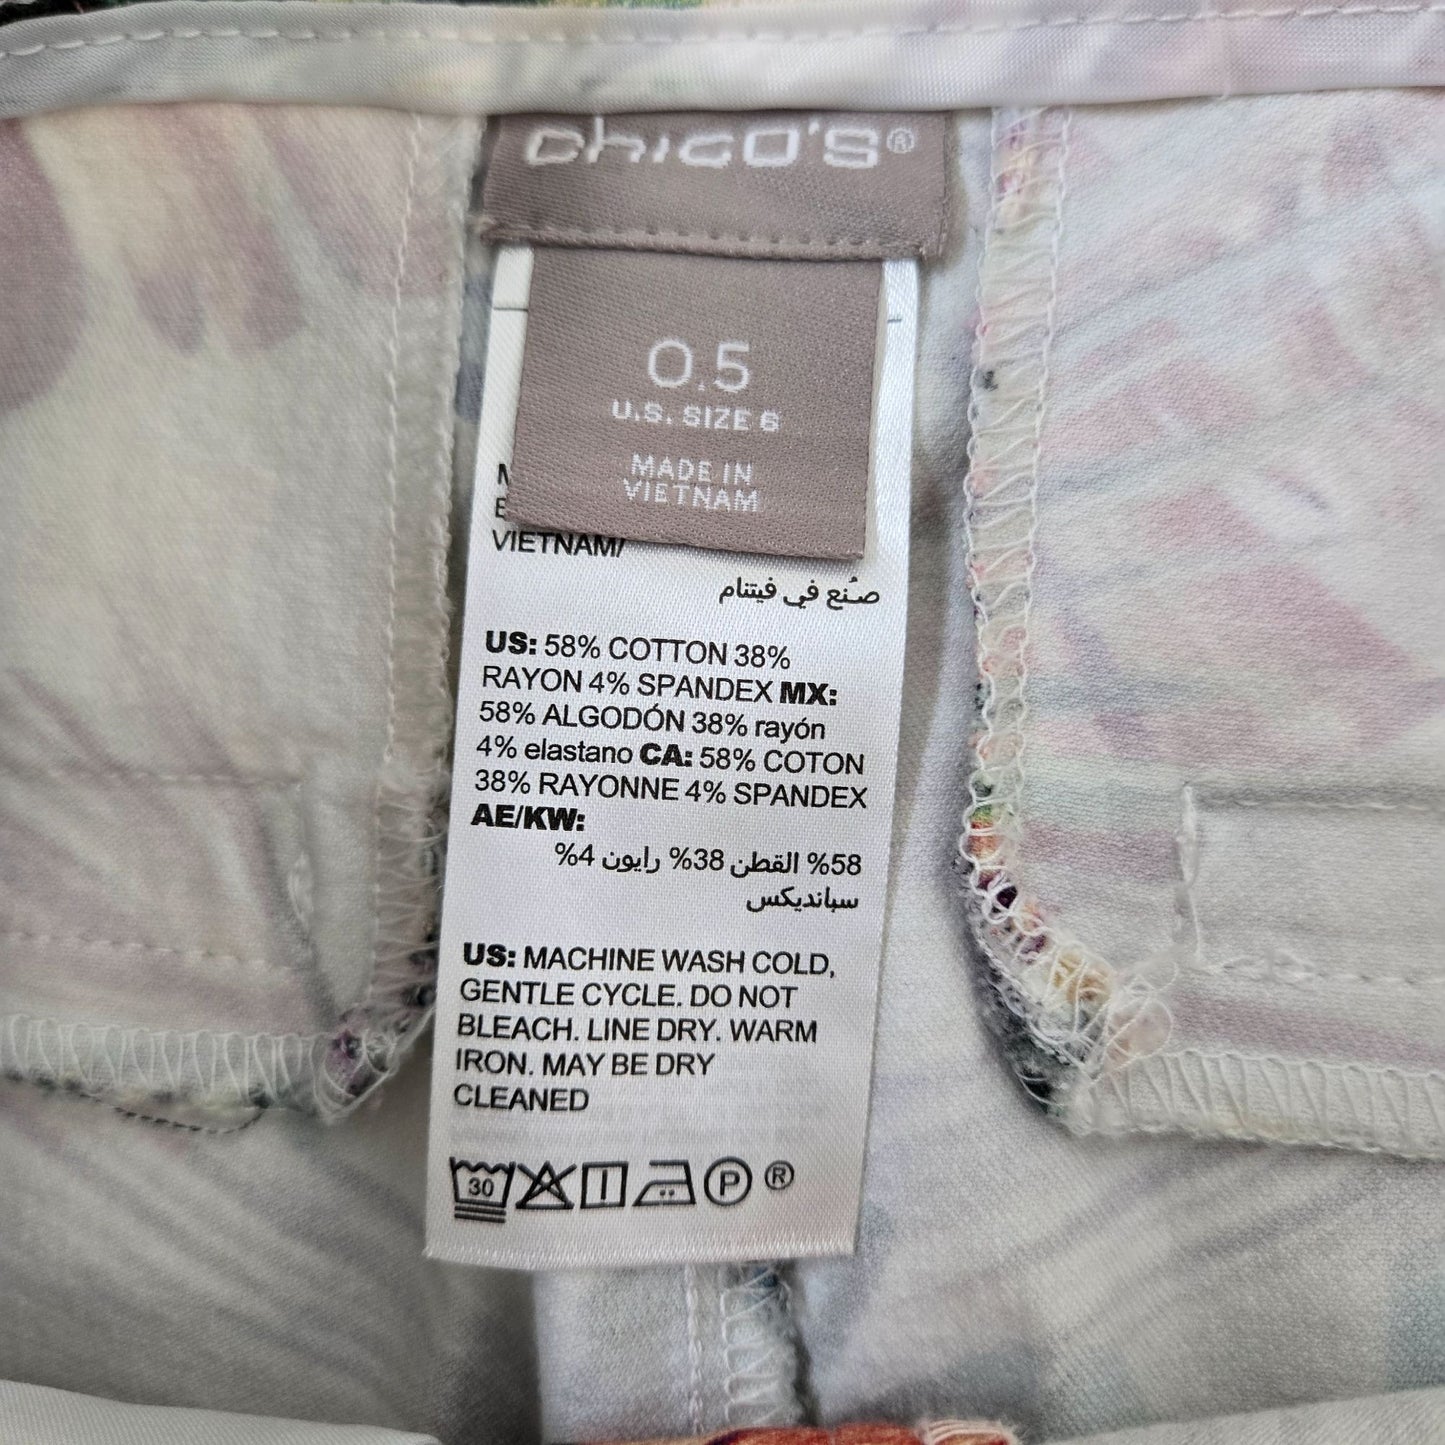 chico's®
0.5
U.S. SIZE 6
MADE IN
VIETNAM
VIETNAM/
صُنع في فيتنام
US: 58% COTTON 38%
RAYON 4% SPANDEX MX:
58% ALGODÓN 38% rayón
4% elastano CA: 58% COTON
38% RAYONNE 4% SPANDEX
AE/KW:
%58 القطن 38% رايون 4%
سبانديكس
US: MACHINE WASH COLD,
GENTLE CYCLE. DO NOT
BLEACH. LINE DRY. WARM
IRON. MAY BE DRY
CLEANED
30 P ®